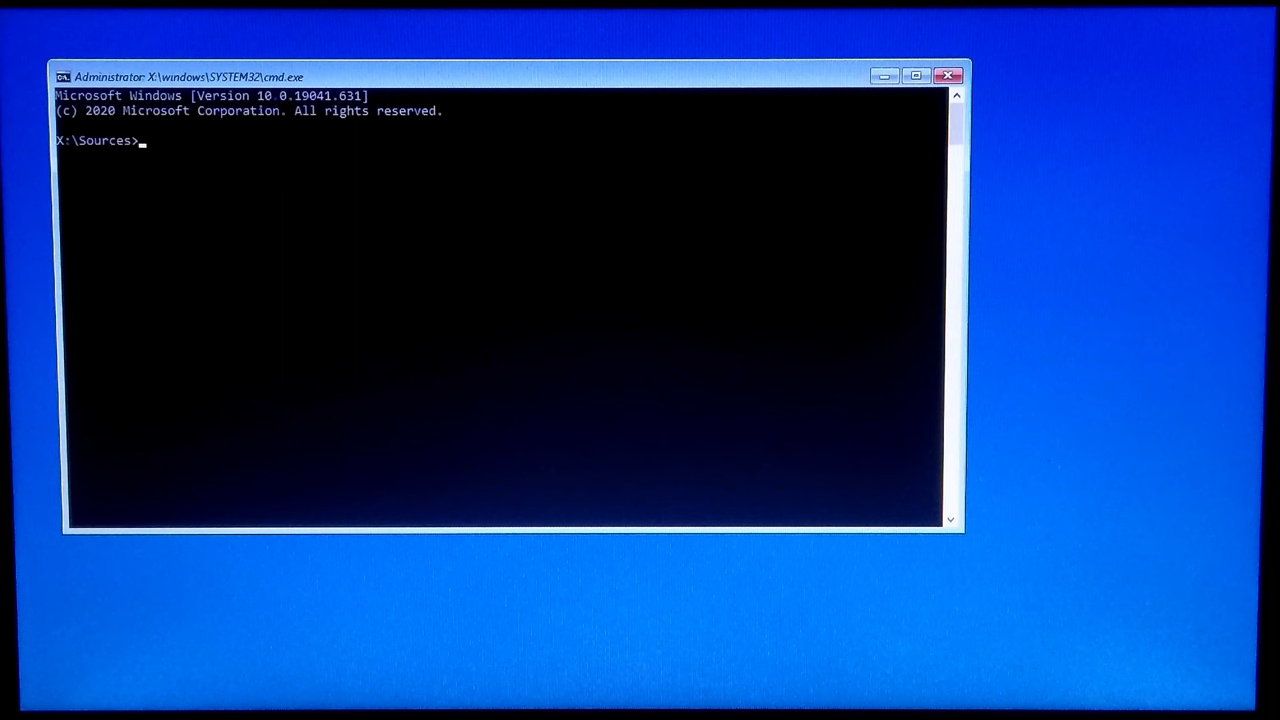 Administrator: X:\windows\SYSTEM32\cmd.exe
Microsoft Windows [Version 10.0.19041.631]
(c) 2020 Microsoft Corporation. All rights reserved.
X:\Sources>